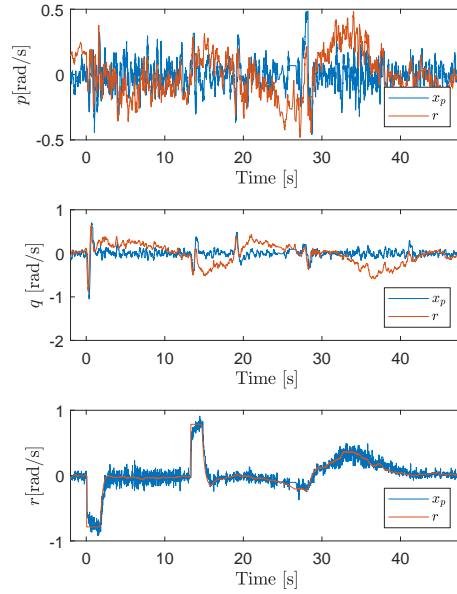 0.5
0
-0.5
p[rad/s]
x_p
r
0 10 20 30 40
Time [s]
1
0
-1
-2
q [rad/s]
x_p
r
0 10 20 30 40
Time [s]
1
0
-1
r[rad/s]
x_p
r
0 10 20 30 40
Time [s]